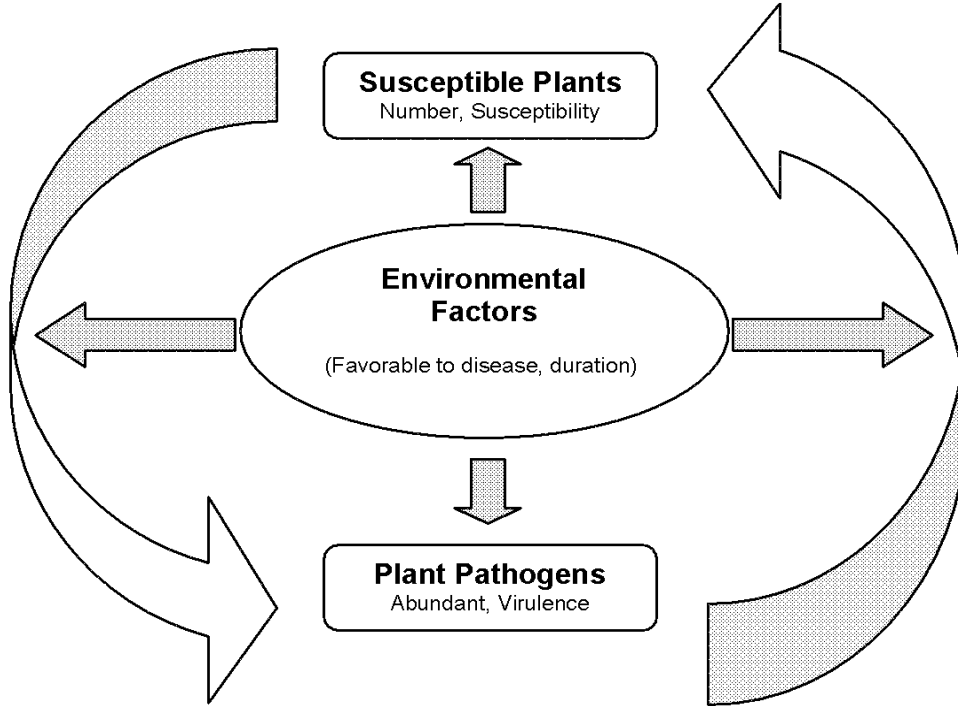 Susceptible Plants
Number, Susceptibility
Environmental
Factors
(Favorable to disease, duration)
Plant Pathogens
Abundant, Virulence